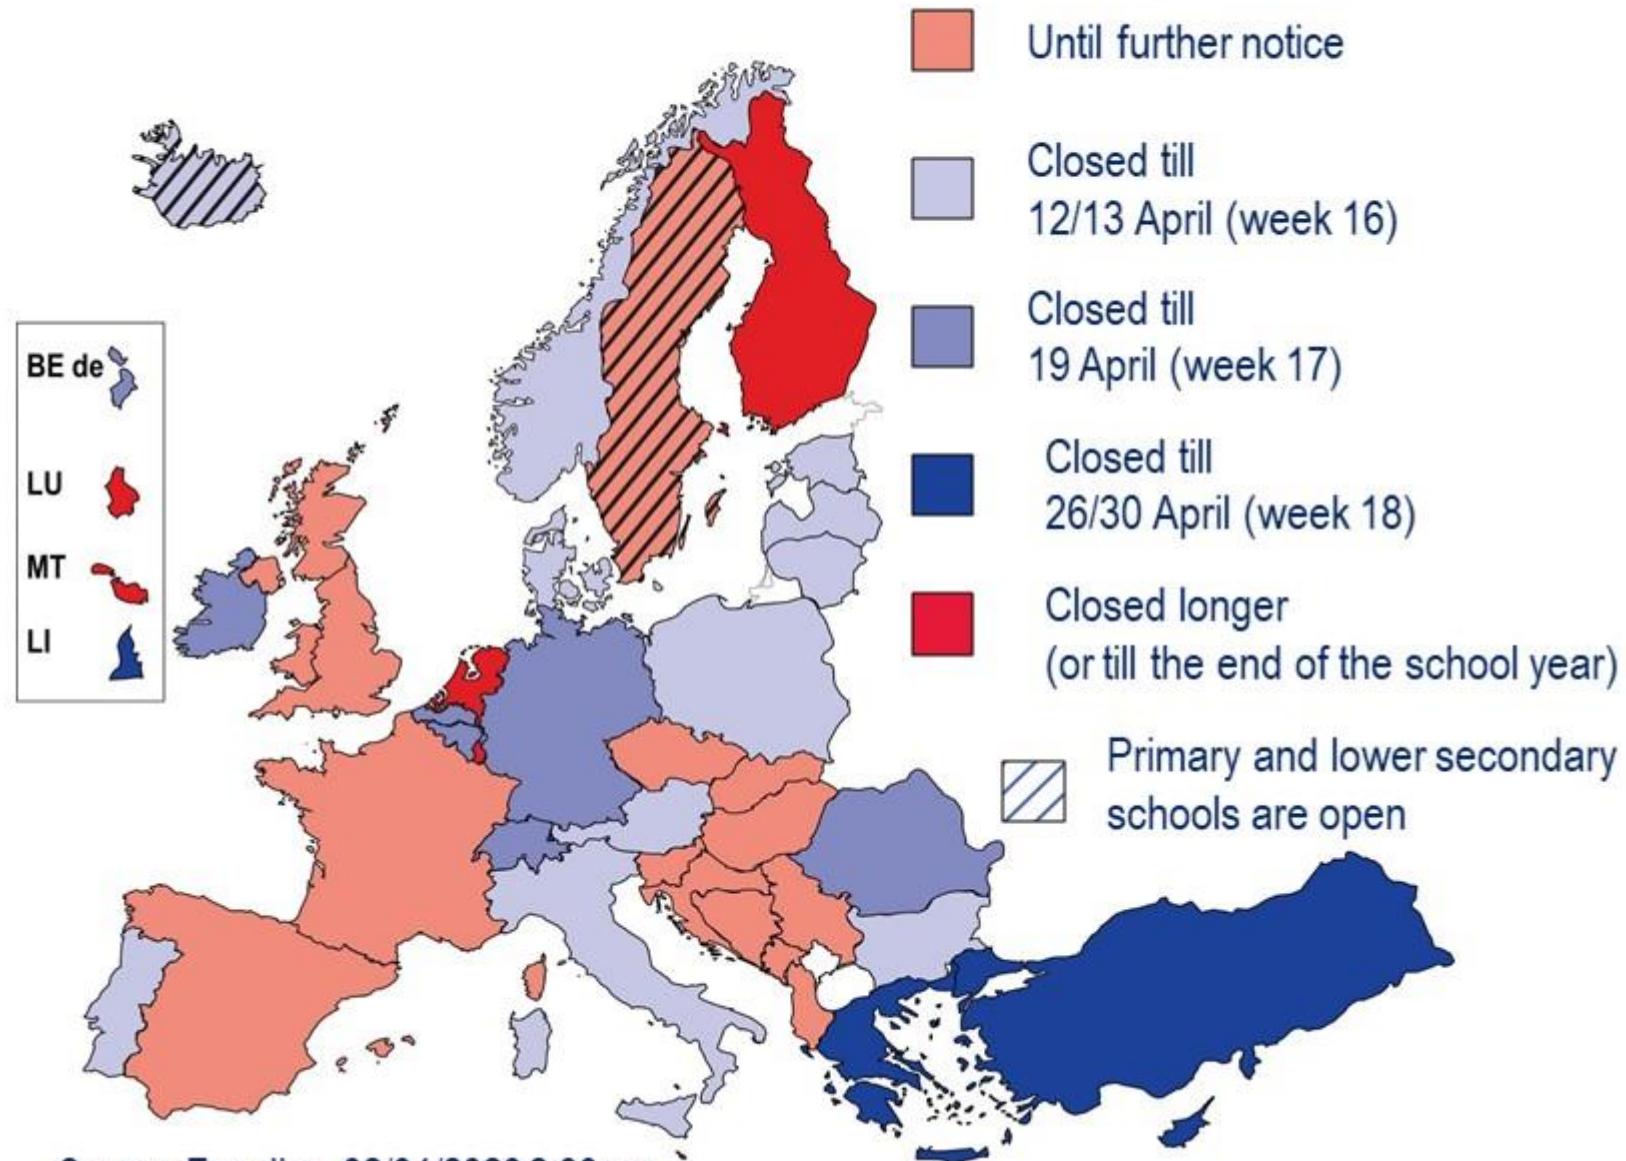 Until further notice
Closed till
12/13 April (week 16)
Closed till
19 April (week 17)
Closed till
26/30 April (week 18)
Closed longer
(or till the end of the school year)
Primary and lower secondary
schools are open
BE de
LU
MT
LI